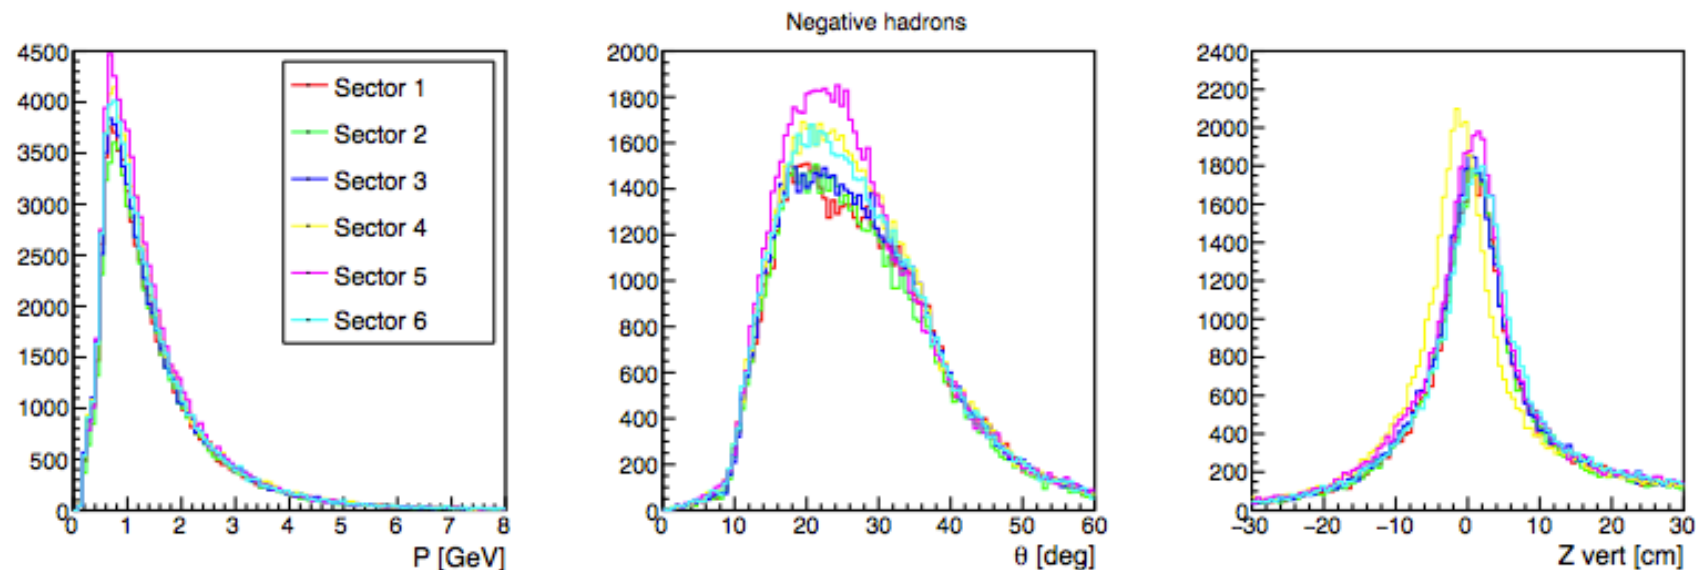 Negative hadrons
4500
4000
3500
3000
2500
2000
1500
1000
500
0
0 1 2 3 4 5 6 7 8
P [GeV]
Sector 1
Sector 2
Sector 3
Sector 4
Sector 5
Sector 6
2000
1800
1600
1400
1200
1000
800
600
400
200
0
0 10 20 30 40 50 60
θ [deg]
2400
2200
2000
1800
1600
1400
1200
1000
800
600
400
200
0
−30 −20 −10 0 10 20 30
Z vert [cm]